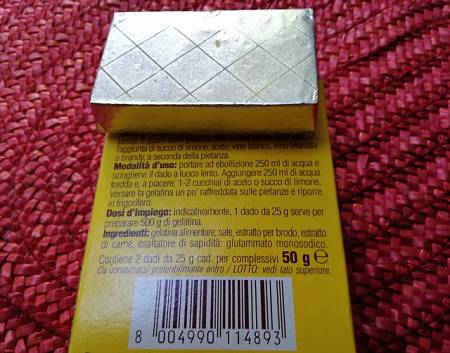 l'aggiunta di succo di limone, aceto, vino bianco, vino Marsala
o brandy, a seconda della pietanza.
Modalità d'uso: portare ad ebollizione 250 ml di acqua e
sciogliervi il dado a fuoco lento. Aggiungere 250 ml di acqua
fredda e, a piacere, 1-2 cucchiai di aceto o succo di limone.
Versare la gelatina un po' raffreddata sulle pietanze e riporre
in frigorifero.
Dosi d'impiego: indicativamente, 1 dado da 25 g serve per
preparare 500 g di gelatina.
Ingredienti: gelatina alimentare, sale, estratto per brodo, estratto
di carne, esaltatore di sapidità: glutammato monosodico.
Contiene 2 dadi da 25 g cad. per complessivi 50 g ℮
Da consumarsi preferibilmente entro / LOTTO: vedi lato superiore.
8 004990 114893